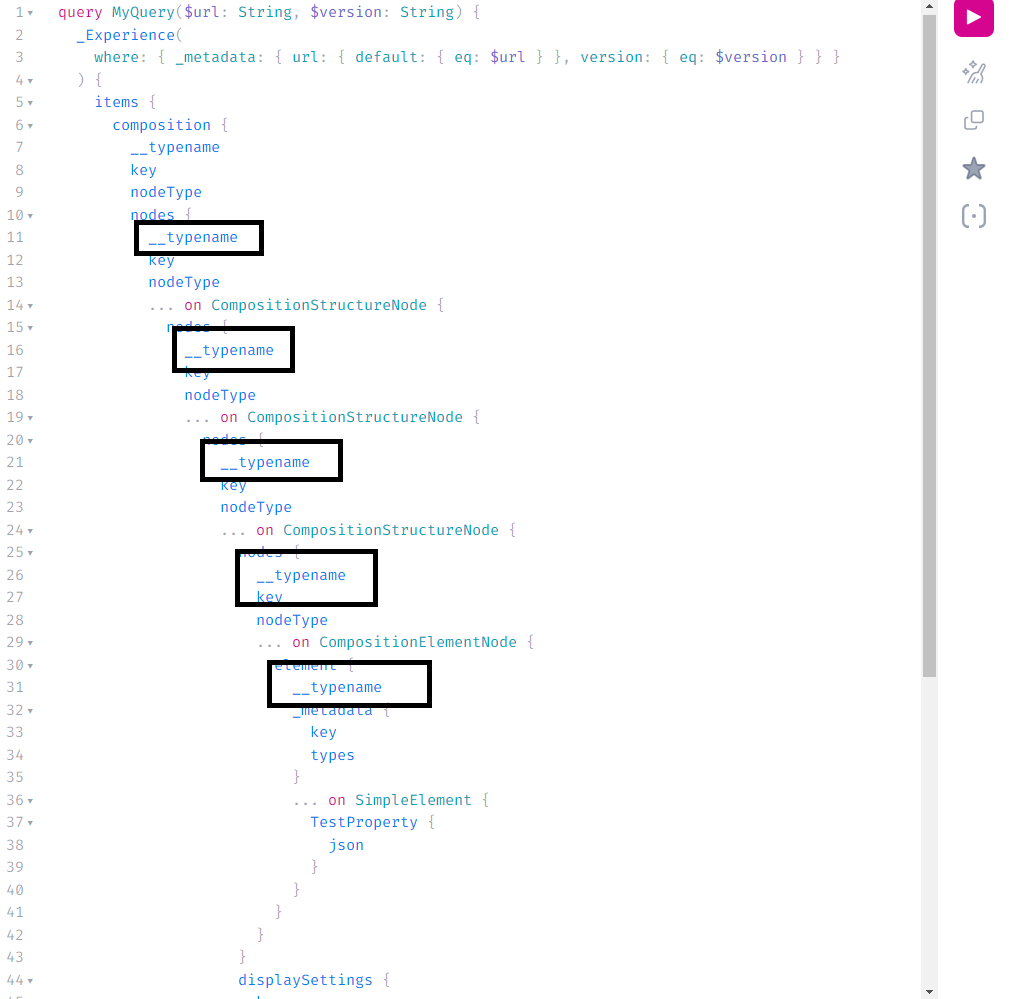 1 query MyQuery($url: String, $version: String) {
2 _Experience(
3 where: { _metadata: { url: { default: { eq: $url } }, version: { eq: $version } } }
4 ) {
5 items {
6 composition {
7 __typename
8 key
9 nodeType
10 nodes {
11 __typename
12 key
13 nodeType
14 ... on CompositionStructureNode {
15 nodes {
16 __typename
17 key
18 nodeType
19 ... on CompositionStructureNode {
20 nodes {
21 __typename
22 key
23 nodeType
24 ... on CompositionStructureNode {
25 nodes {
26 __typename
27 key
28 nodeType
29 ... on CompositionElementNode {
30 element {
31 __typename
32 _metadata {
33 key
34 types
35 }
36 ... on SimpleElement {
37 TestProperty {
38 json
39 }
40 }
41 }
42 }
43 }
44 displaySettings {